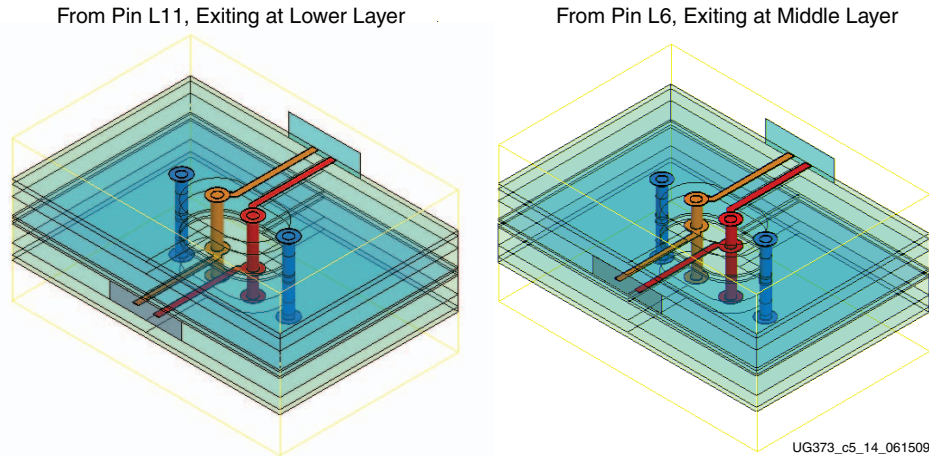 From Pin L11, Exiting at Lower Layer
From Pin L6, Exiting at Middle Layer
UG373_c5_14_061509